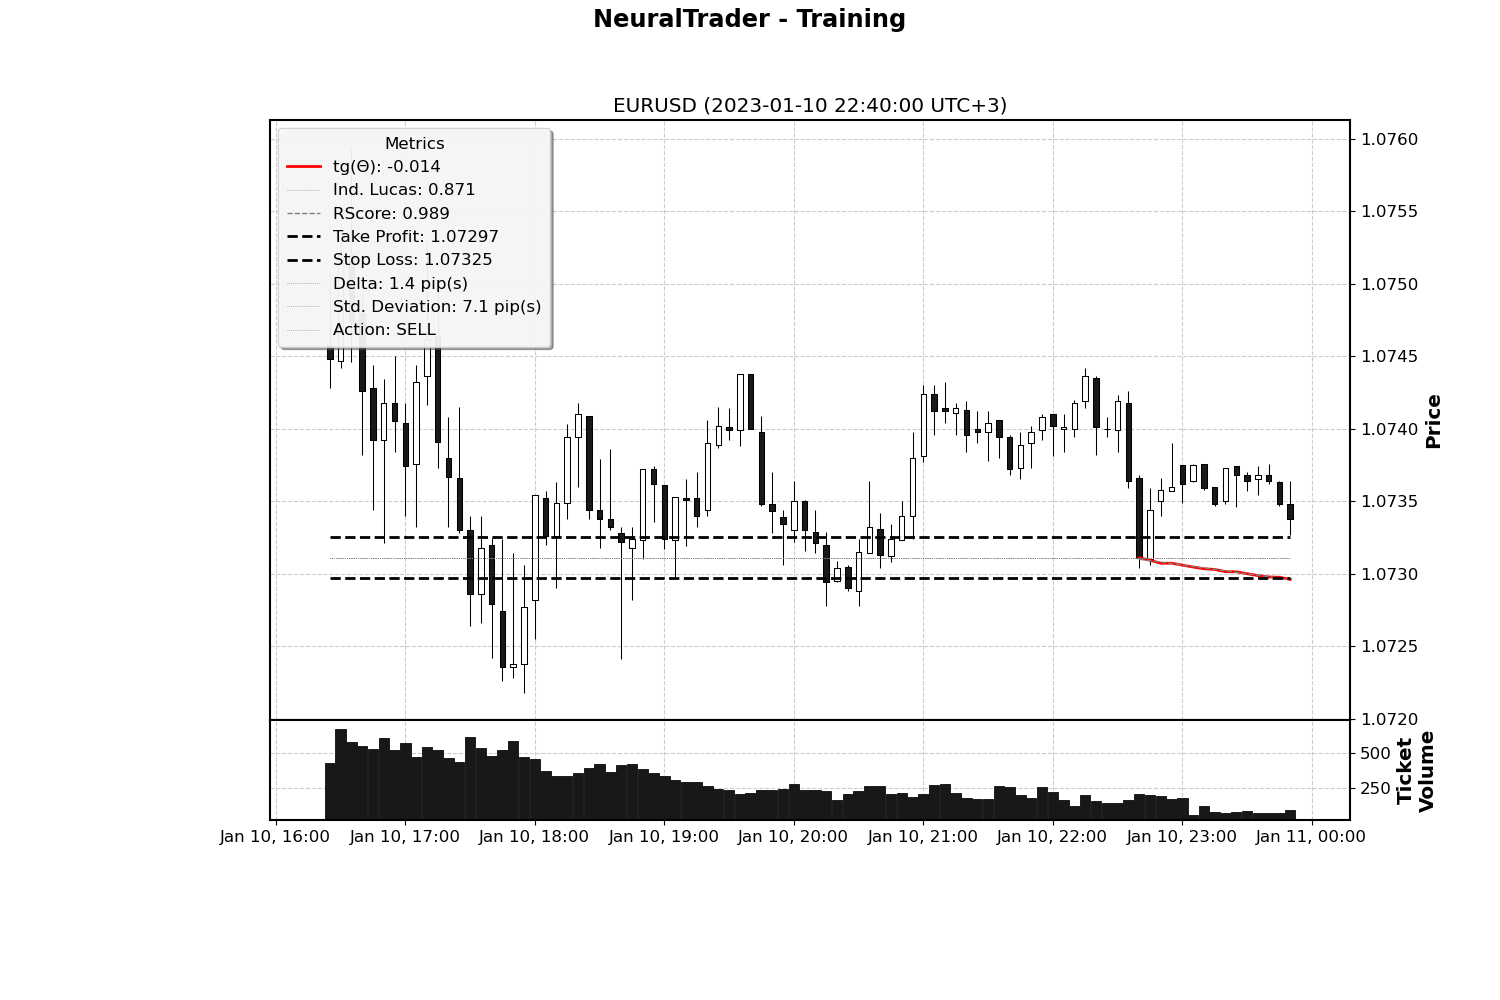 NeuralTrader - Training
EURUSD (2023-01-10 22:40:00 UTC+3)
Metrics
tg(Θ): -0.014
Ind. Lucas: 0.871
RScore: 0.989
Take Profit: 1.07297
Stop Loss: 1.07325
Delta: 1.4 pip(s)
Std. Deviation: 7.1 pip(s)
Action: SELL
1.0760
1.0755
1.0750
1.0745
1.0740
1.0735
1.0730
1.0725
1.0720
Price
500
250
Ticket
Volume
Jan 10, 16:00 Jan 10, 17:00 Jan 10, 18:00 Jan 10, 19:00 Jan 10, 20:00 Jan 10, 21:00 Jan 10, 22:00 Jan 10, 23:00 Jan 11, 00:00